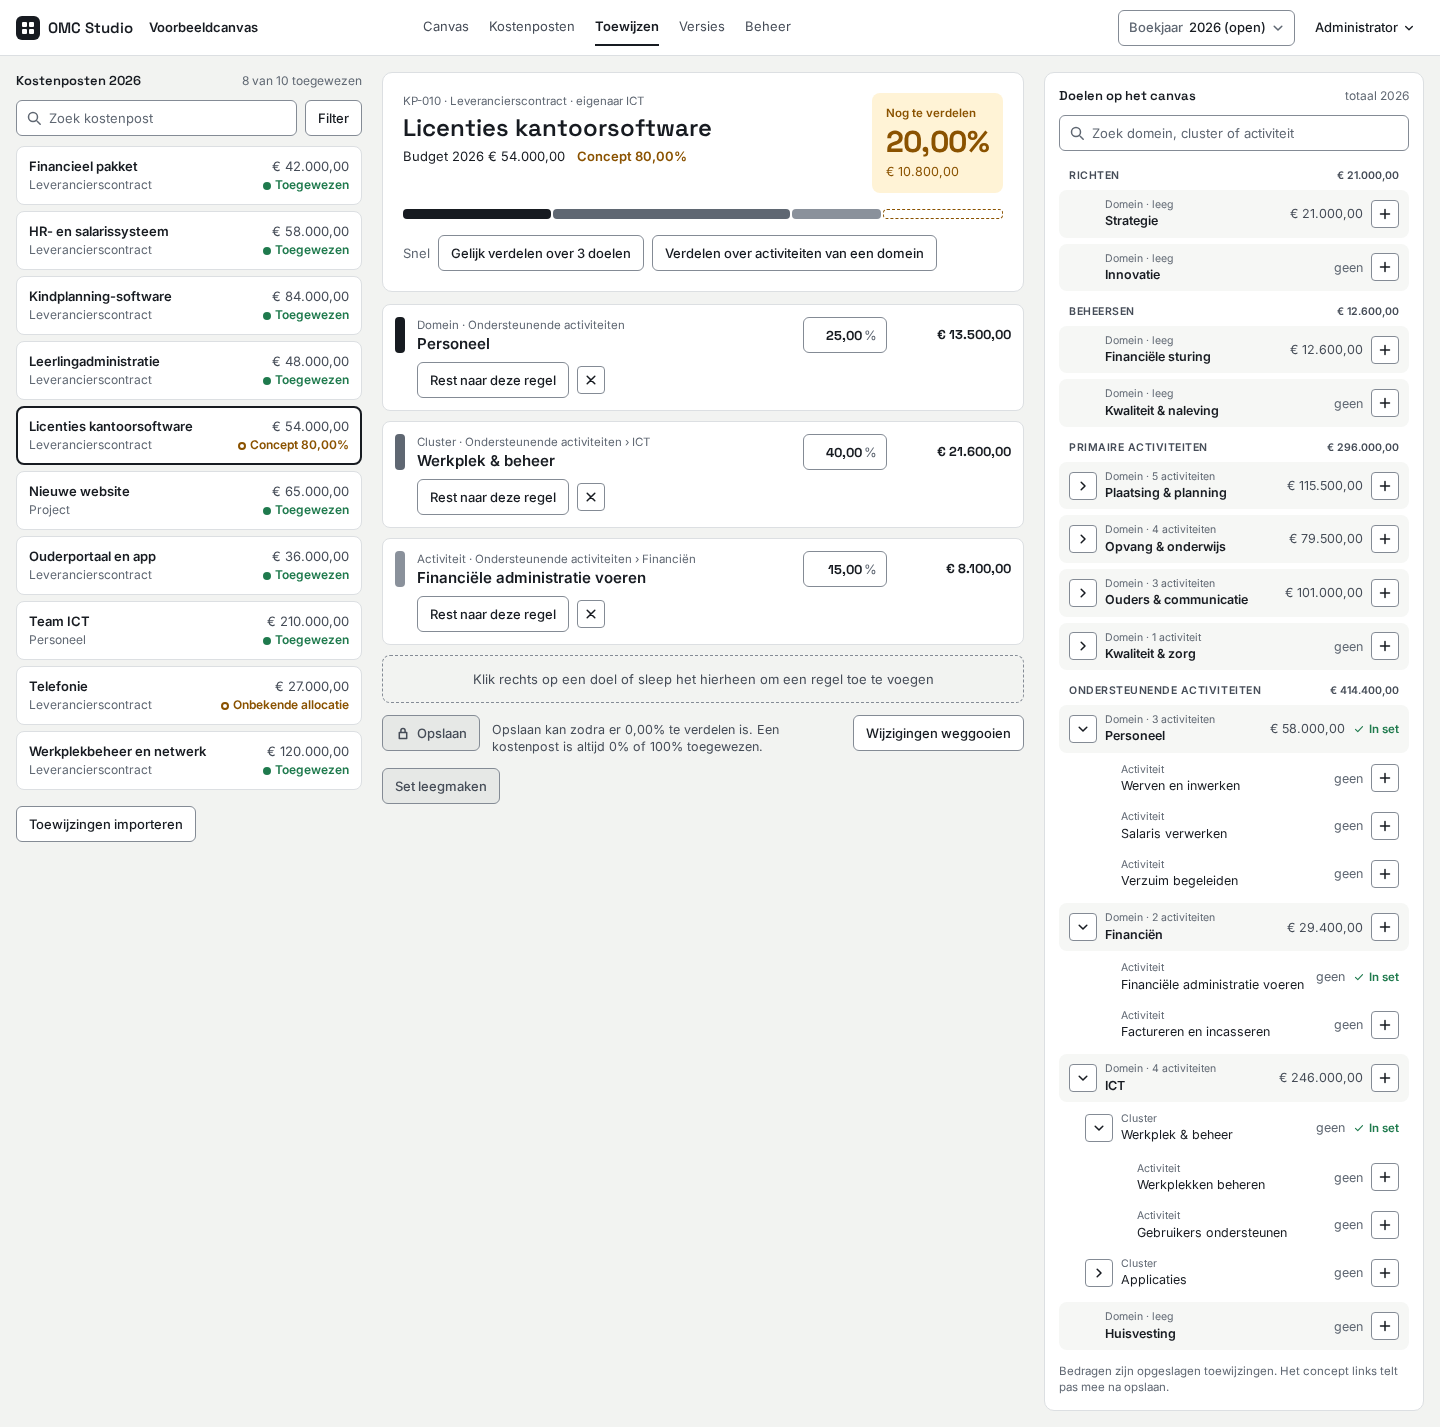 OMC Studio Voorbeeldcanvas
Canvas Kostenposten Toewijzen Versies Beheer
Boekjaar 2026 (open) Administrator
Kostenposten 2026 8 van 10 toegewezen
Zoek kostenpost Filter
Financieel pakket € 42.000,00
Leverancierscontract Toegewezen
HR- en salarissysteem € 58.000,00
Leverancierscontract Toegewezen
Kindplanning-software € 84.000,00
Leverancierscontract Toegewezen
Leerlingadministratie € 48.000,00
Leverancierscontract Toegewezen
Licenties kantoorsoftware € 54.000,00
Leverancierscontract Concept 80,00%
Nieuwe website € 65.000,00
Project Toegewezen
Ouderportaal en app € 36.000,00
Leverancierscontract Toegewezen
Team ICT € 210.000,00
Personeel Toegewezen
Telefonie € 27.000,00
Leverancierscontract Onbekende allocatie
Werkplekbeheer en netwerk € 120.000,00
Leverancierscontract Toegewezen
Toewijzingen importeren
KP-010 · Leverancierscontract · eigenaar ICT
Licenties kantoorsoftware
Budget 2026 € 54.000,00 Concept 80,00%
Nog te verdelen
20,00%
€ 10.800,00
Snel Gelijk verdelen over 3 doelen Verdelen over activiteiten van een domein
Domein · Ondersteunende activiteiten
Personeel 25,00 % € 13.500,00
Rest naar deze regel
Cluster · Ondersteunende activiteiten › ICT
Werkplek & beheer 40,00 % € 21.600,00
Rest naar deze regel
Activiteit · Ondersteunende activiteiten › Financiën
Financiële administratie voeren 15,00 % € 8.100,00
Rest naar deze regel
Klik rechts op een doel of sleep het hierheen om een regel toe te voegen
Opslaan
Opslaan kan zodra er 0,00% te verdelen is. Een
kostenpost is altijd 0% of 100% toegewezen.
Wijzigingen weggooien
Set leegmaken
Doelen op het canvas totaal 2026
Zoek domein, cluster of activiteit
RICHTEN € 21.000,00
Domein · leeg
Strategie € 21.000,00
Domein · leeg
Innovatie geen
BEHEERSEN € 12.600,00
Domein · leeg
Financiële sturing € 12.600,00
Domein · leeg
Kwaliteit & naleving geen
PRIMAIRE ACTIVITEITEN € 296.000,00
Domein · 5 activiteiten
Plaatsing & planning € 115.500,00
Domein · 4 activiteiten
Opvang & onderwijs € 79.500,00
Domein · 3 activiteiten
Ouders & communicatie € 101.000,00
Domein · 1 activiteit
Kwaliteit & zorg geen
ONDERSTEUNENDE ACTIVITEITEN € 414.400,00
Domein · 3 activiteiten
Personeel € 58.000,00 In set
Activiteit
Werven en inwerken geen
Activiteit
Salaris verwerken geen
Activiteit
Verzuim begeleiden geen
Domein · 2 activiteiten
Financiën € 29.400,00
Activiteit
Financiële administratie voeren geen In set
Activiteit
Factureren en incasseren geen
Domein · 4 activiteiten
ICT € 246.000,00
Cluster
Werkplek & beheer geen In set
Activiteit
Werkplekken beheren geen
Activiteit
Gebruikers ondersteunen geen
Cluster
Applicaties geen
Domein · leeg
Huisvesting geen
Bedragen zijn opgeslagen toewijzingen. Het concept links telt
pas mee na opslaan.